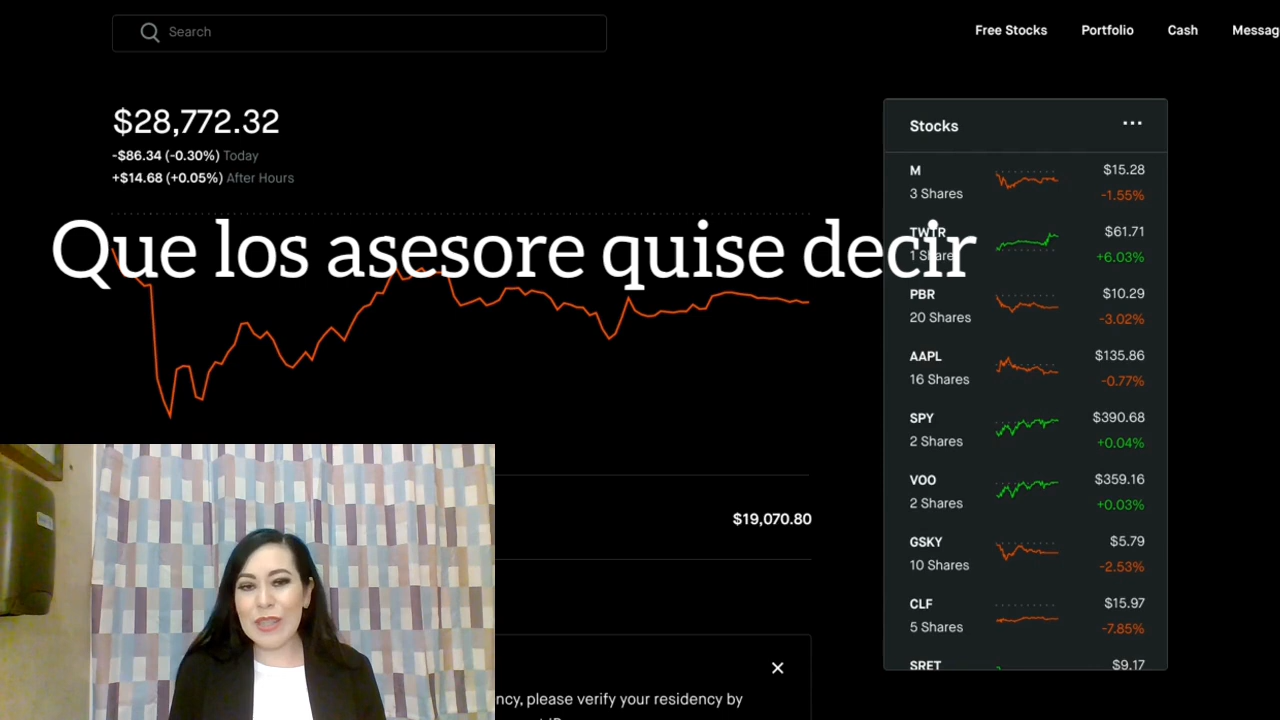 Search
Free Stocks Portfolio Cash Messag
$28,772.32
-$86.34 (-0.30%) Today
+$14.68 (+0.05%) After Hours
Que los asesore quise decir
$19,070.80
ncy, please verify your residency by
Stocks
M $15.28
3 Shares -1.55%
TWTR $61.71
1 Share +6.03%
PBR $10.29
20 Shares -3.02%
AAPL $135.86
16 Shares -0.77%
SPY $390.68
2 Shares +0.04%
VOO $359.16
2 Shares +0.03%
GSKY $5.79
10 Shares -2.53%
CLF $15.97
5 Shares -7.85%
SRET $9.17